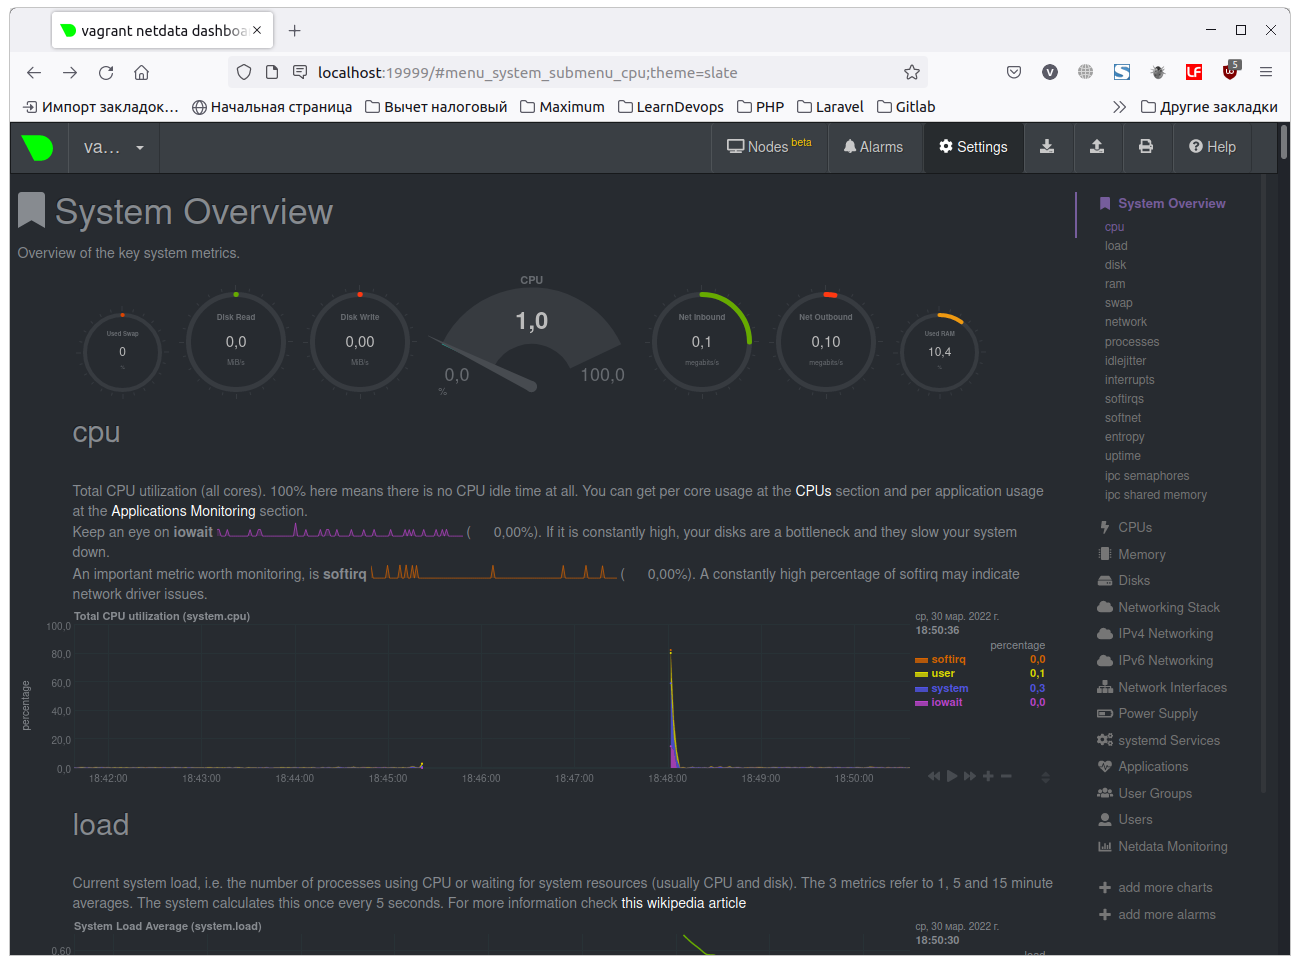 vagrant netdata dashboa
localhost:19999/#menu_system_submenu_cpu;theme=slate
5
Импорт закладок… Начальная страница Вычет налоговый Maximum LearnDevops PHP Laravel Gitlab Другие закладки
va... Nodes beta Alarms Settings Help
System Overview
Overview of the key system metrics.
CPU
Used Swap
0
%
Disk Read
0,0
MiB/s
Disk Write
0,00
MiB/s
1,0
0,0
100,0
%
Net Inbound
0,1
megabits/s
Net Outbound
0,10
megabits/s
Used RAM
10,4
%
cpu
Total CPU utilization (all cores). 100% here means there is no CPU idle time at all. You can get per core usage at the CPUs section and per application usage
at the Applications Monitoring section.
Keep an eye on iowait ( 0,00%). If it is constantly high, your disks are a bottleneck and they slow your system
down.
An important metric worth monitoring, is softirq ( 0,00%). A constantly high percentage of softirq may indicate
network driver issues.
Total CPU utilization (system.cpu)
100,0
80,0
60,0
40,0
20,0
0,0
percentage
18:42:00 18:43:00 18:44:00 18:45:00 18:46:00 18:47:00 18:48:00 18:49:00 18:50:00
ср, 30 мар. 2022 г.
18:50:36
percentage
softirq 0,0
user 0,1
system 0,3
iowait 0,0
load
Current system load, i.e. the number of processes using CPU or waiting for system resources (usually CPU and disk). The 3 metrics refer to 1, 5 and 15 minute
averages. The system calculates this once every 5 seconds. For more information check this wikipedia article
System Load Average (system.load)
0.60
ср, 30 мар. 2022 г.
18:50:30
load
System Overview
cpu
load
disk
ram
swap
network
processes
idlejitter
interrupts
softirqs
softnet
entropy
uptime
ipc semaphores
ipc shared memory
CPUs
Memory
Disks
Networking Stack
IPv4 Networking
IPv6 Networking
Network Interfaces
Power Supply
systemd Services
Applications
User Groups
Users
Netdata Monitoring
add more charts
add more alarms